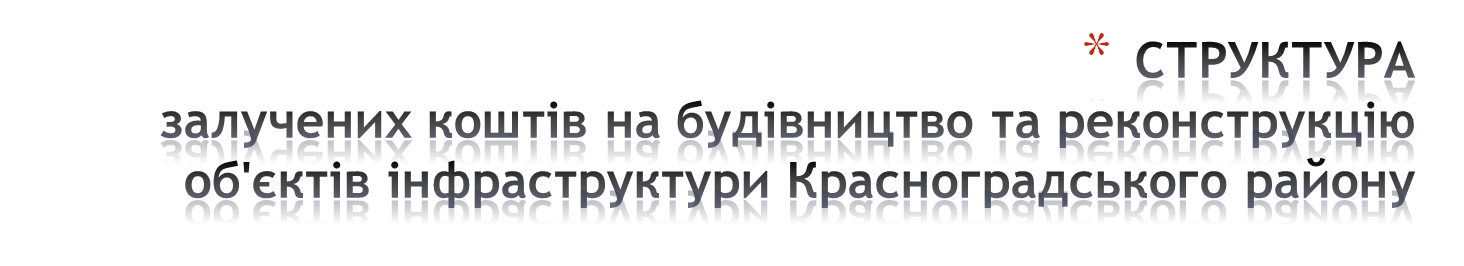 * СТРУКТУРА
залучених коштів на будівництво та реконструкцію
об'єктів інфраструктури Красноградського району